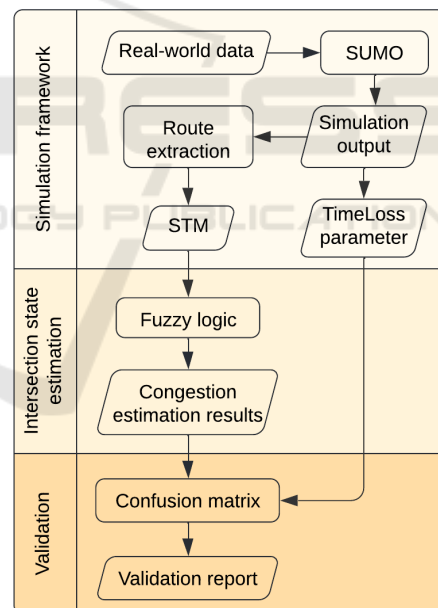 Simulation framework
Real-world data
SUMO
Route
extraction
Simulation
output
STM
TimeLoss
parameter
Intersection state
estimation
Fuzzy logic
Congestion
estimation results
Validation
Confusion matrix
Validation report